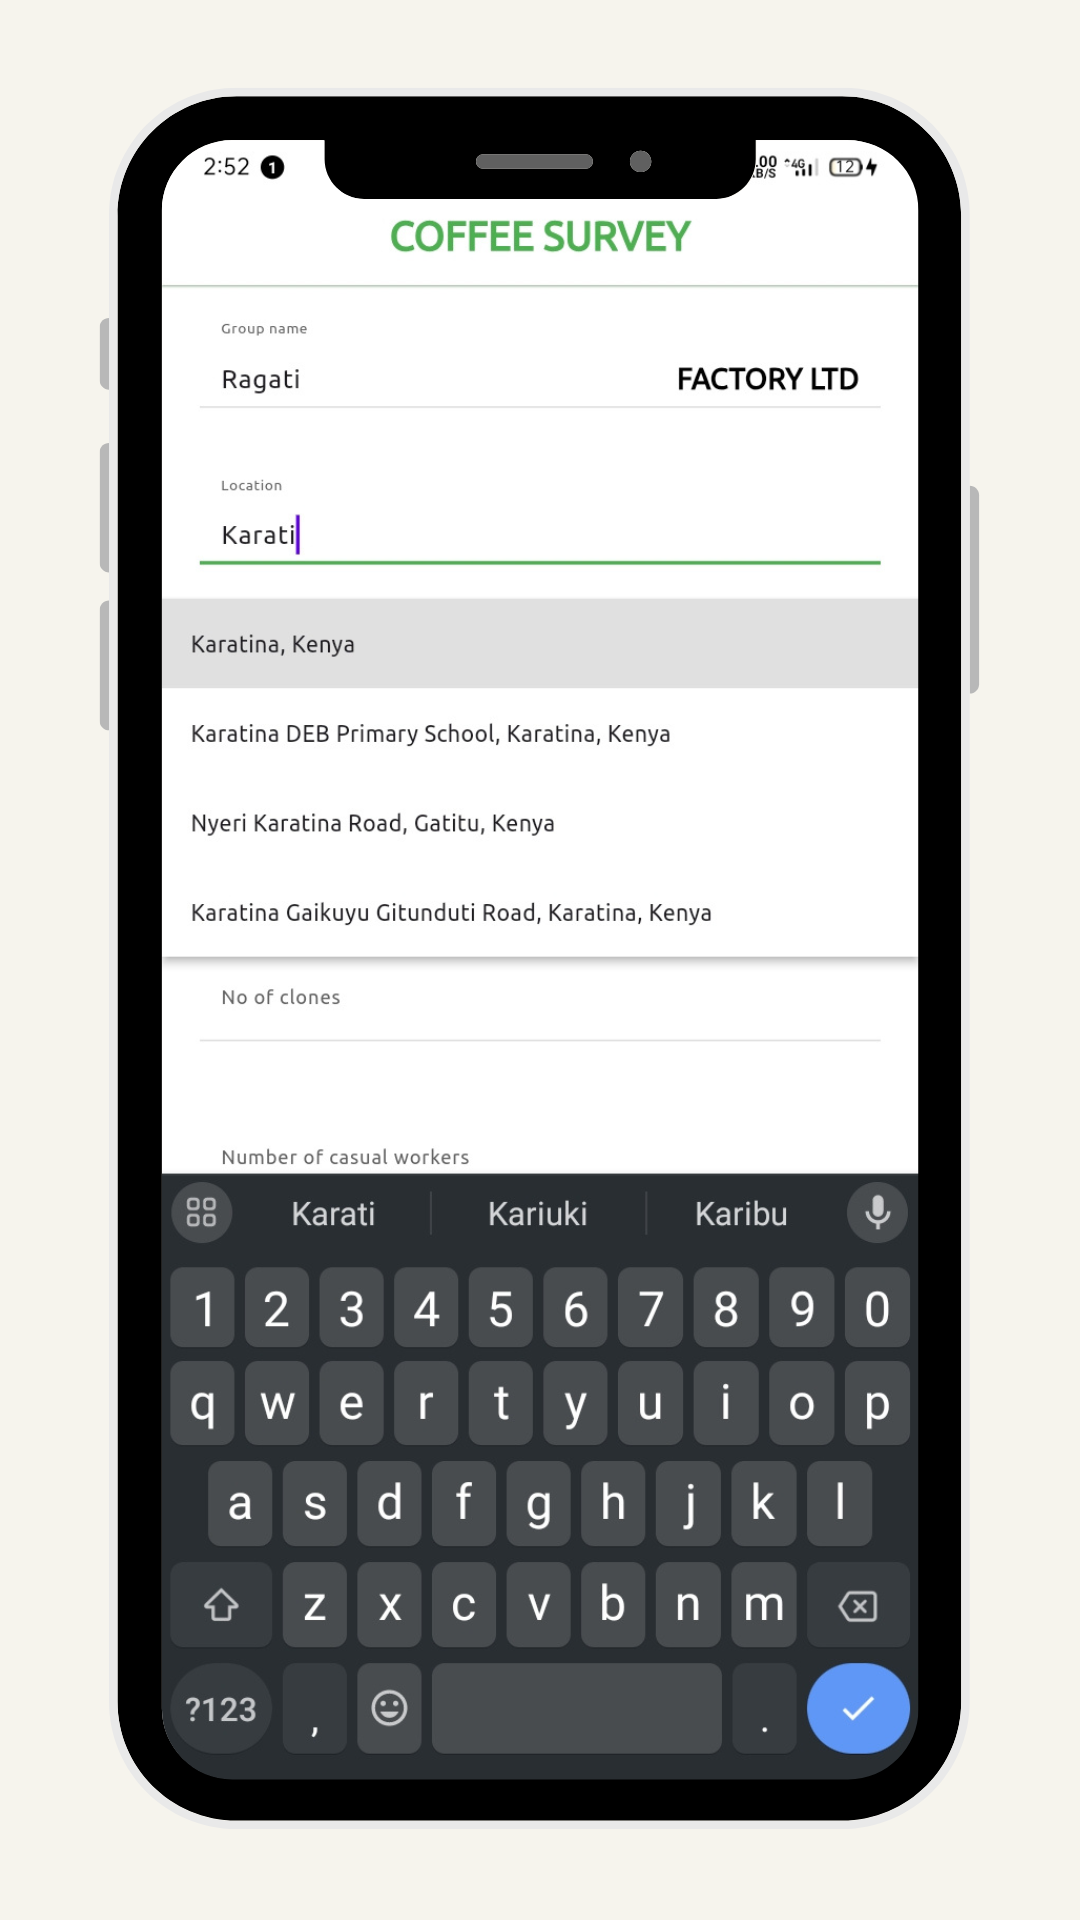 2:52 1 .00 B/S 4G 12
COFFEE SURVEY
Group name
Ragati FACTORY LTD
Location
Karati
Karatina, Kenya
Karatina DEB Primary School, Karatina, Kenya
Nyeri Karatina Road, Gatitu, Kenya
Karatina Gaikuyu Gitunduti Road, Karatina, Kenya
No of clones
Number of casual workers
Karati Kariuki Karibu
1 2 3 4 5 6 7 8 9 0
q w e r t y u i o p
a s d f g h j k l
z x c v b n m
?123 , .